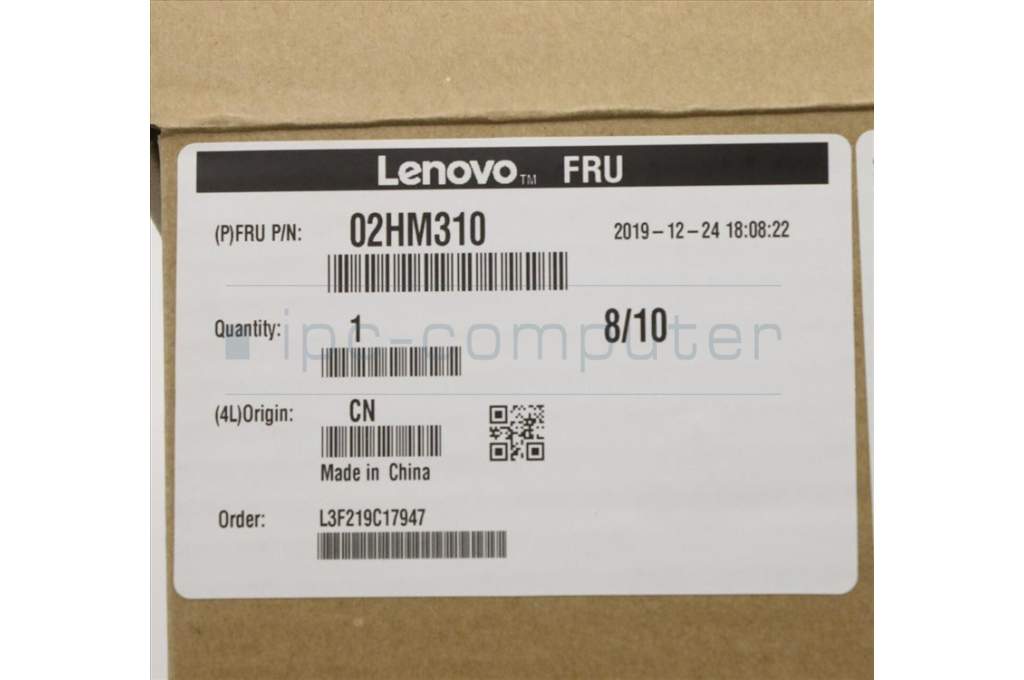 Lenovo™ FRU
(P)FRU P/N: 02HM310 2019-12-24 18:08:22
Quantity: 1 8/10
ipc-computer
(4L)Origin: CN
Made in China
Order: L3F219C17947